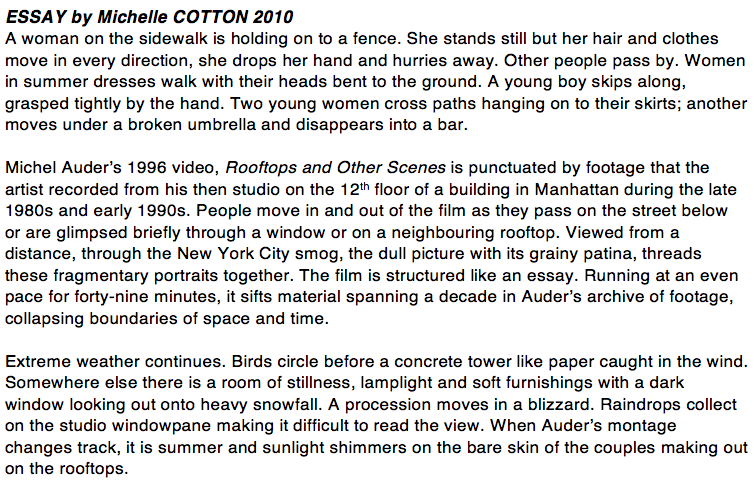 ESSAY by Michelle COTTON 2010
A woman on the sidewalk is holding on to a fence. She stands still but her hair and clothes
move in every direction, she drops her hand and hurries away. Other people pass by. Women
in summer dresses walk with their heads bent to the ground. A young boy skips along,
grasped tightly by the hand. Two young women cross paths hanging on to their skirts; another
moves under a broken umbrella and disappears into a bar.
Michel Auder's 1996 video, Rooftops and Other Scenes is punctuated by footage that the
artist recorded from his then studio on the 12th floor of a building in Manhattan during the late
1980s and early 1990s. People move in and out of the film as they pass on the street below
or are glimpsed briefly through a window or on a neighbouring rooftop. Viewed from a
distance, through the New York City smog, the dull picture with its grainy patina, threads
these fragmentary portraits together. The film is structured like an essay. Running at an even
pace for forty-nine minutes, it sifts material spanning a decade in Auder's archive of footage,
collapsing boundaries of space and time.
Extreme weather continues. Birds circle before a concrete tower like paper caught in the wind.
Somewhere else there is a room of stillness, lamplight and soft furnishings with a dark
window looking out onto heavy snowfall. A procession moves in a blizzard. Raindrops collect
on the studio windowpane making it difficult to read the view. When Auder's montage
changes track, it is summer and sunlight shimmers on the bare skin of the couples making out
on the rooftops.